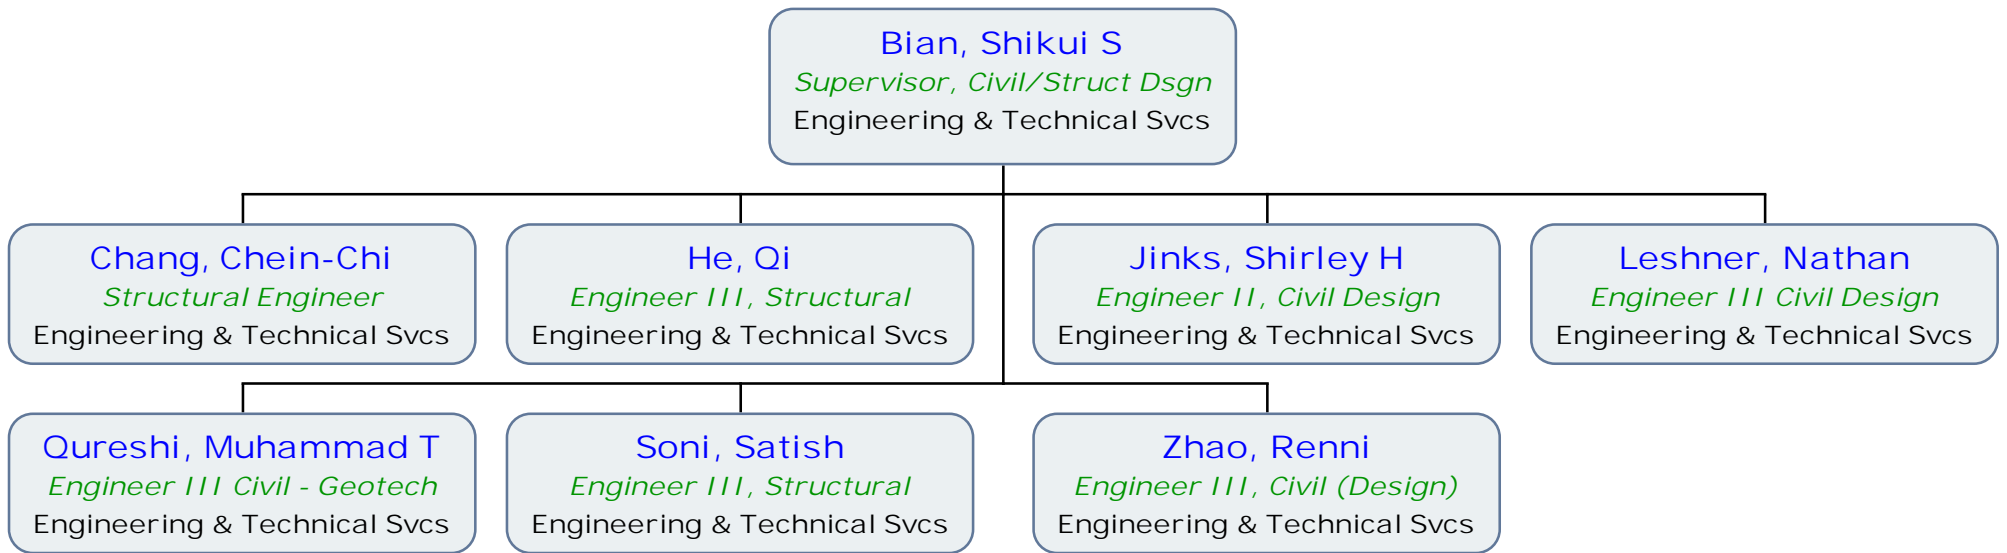 Bian, Shikui S
Supervisor, Civil/Struct Dsgn
Engineering & Technical Svcs
Chang, Chein-Chi
Structural Engineer
Engineering & Technical Svcs
He, Qi
Engineer III, Structural
Engineering & Technical Svcs
Jinks, Shirley H
Engineer II, Civil Design
Engineering & Technical Svcs
Leshner, Nathan
Engineer III Civil Design
Engineering & Technical Svcs
Qureshi, Muhammad T
Engineer III Civil - Geotech
Engineering & Technical Svcs
Soni, Satish
Engineer III, Structural
Engineering & Technical Svcs
Zhao, Renni
Engineer III, Civil (Design)
Engineering & Technical Svcs